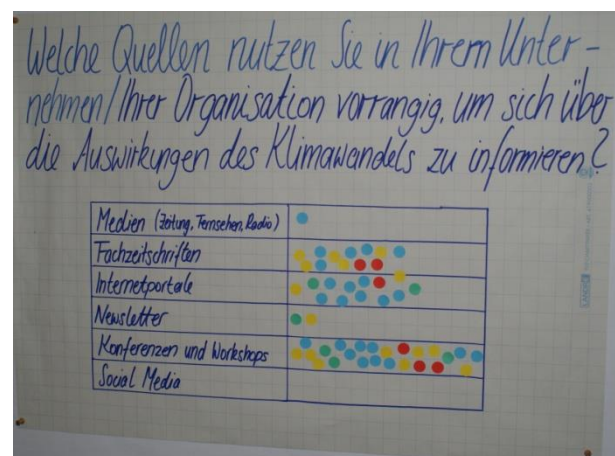 Welche Quellen nutzen Sie in Ihrem Unter-
nehmen/Ihrer Organisation vorrangig, um sich über
die Auswirkungen des Klimawandels zu informieren?
Medien (Zeitung, Fernsehen, Radio)
Fachzeitschriften
Internetportale
Newsletter
Konferenzen und Workshops
Social Media